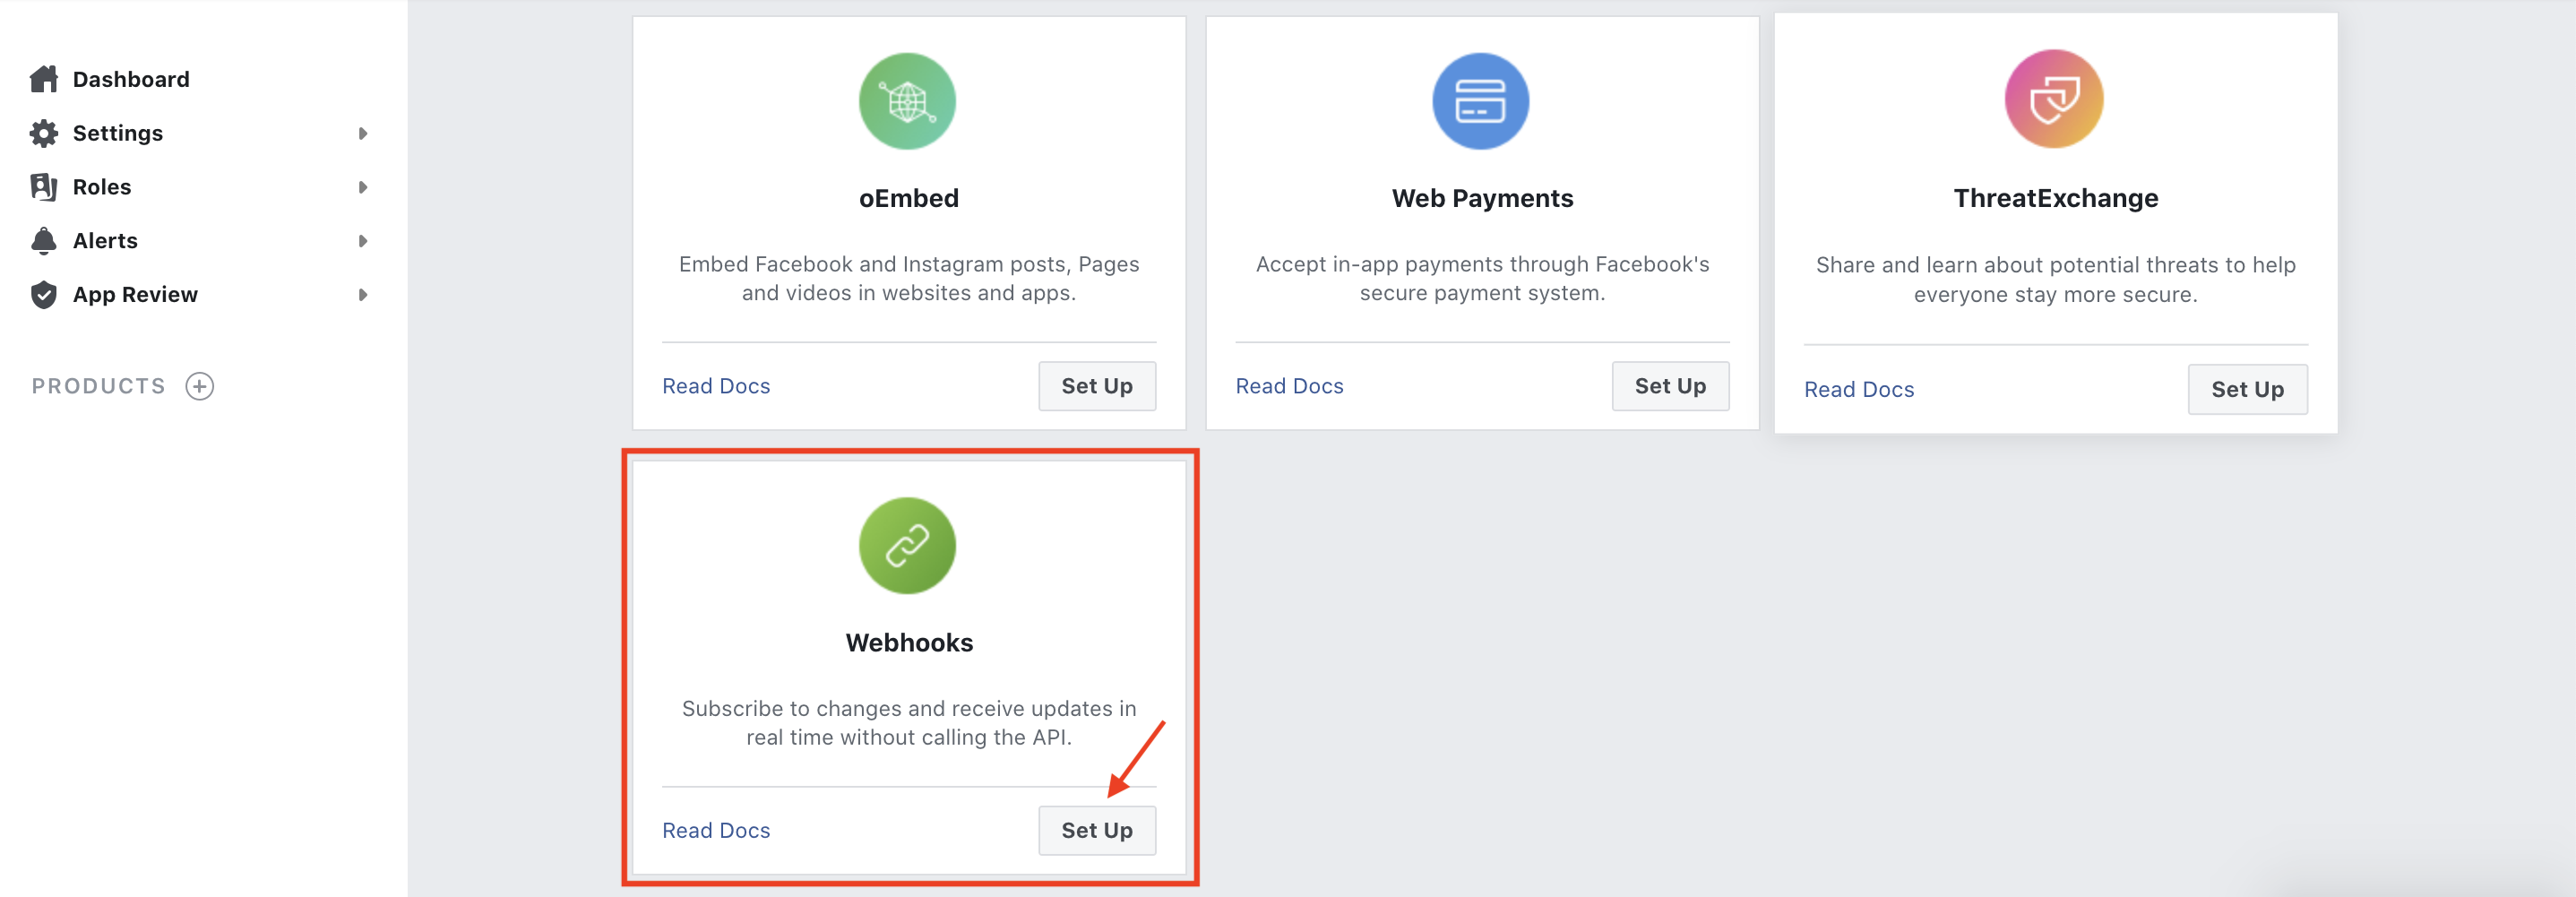 Dashboard
Settings
Roles
Alerts
App Review
PRODUCTS
oEmbed
Embed Facebook and Instagram posts, Pages
and videos in websites and apps.
Read Docs
Set Up
Web Payments
Accept in-app payments through Facebook's
secure payment system.
Read Docs
Set Up
ThreatExchange
Share and learn about potential threats to help
everyone stay more secure.
Read Docs
Set Up
Webhooks
Subscribe to changes and receive updates in
real time without calling the API.
Read Docs
Set Up